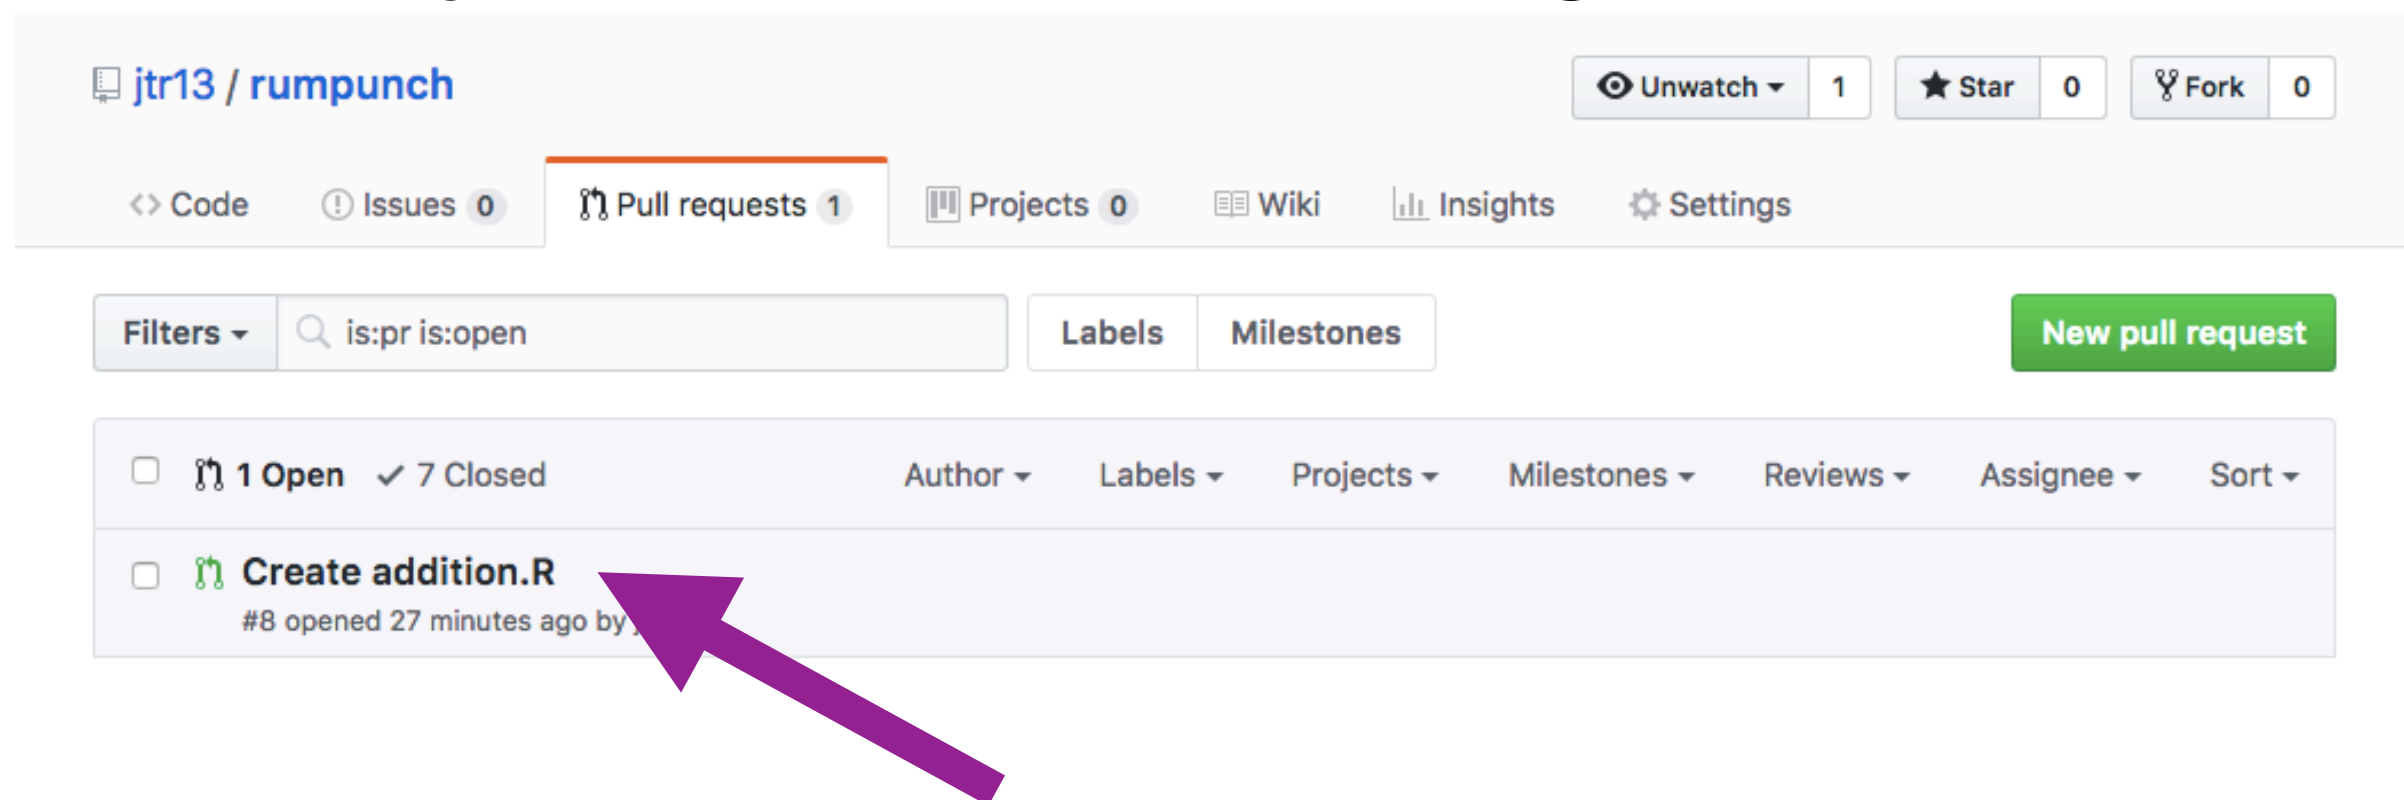 jtr13 / rumpunch
Unwatch 1 Star 0 Fork 0
Code Issues 0 Pull requests 1 Projects 0 Wiki Insights Settings
Filters is:pr is:open Labels Milestones New pull request
1 Open 7 Closed Author Labels Projects Milestones Reviews Assignee Sort
Create addition.R
#8 opened 27 minutes ago by